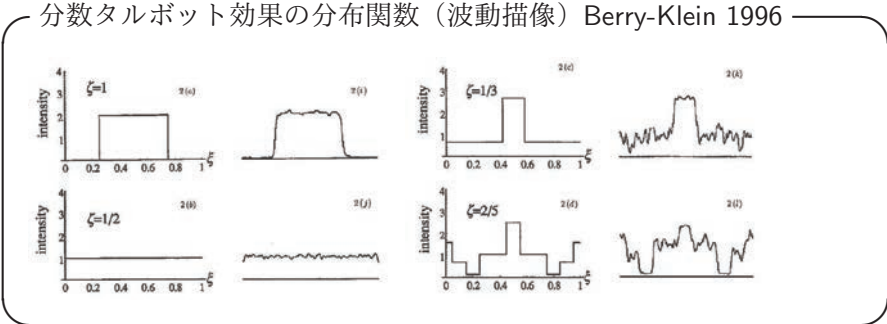 分数タルボット効果の分布関数（波動描像）Berry-Klein 1996
intensity
4
3
2
1
ζ=1
2(a)
0 0.2 0.4 0.6 0.8 1 ξ
2(i)
intensity
4
3
2
1
ζ=1/3
2(c)
0 0.2 0.4 0.6 0.8 1 ξ
2(k)
intensity
4
3
2
1
ζ=1/2
2(b)
0 0.2 0.4 0.6 0.8 1 ξ
2(j)
intensity
4
3
2
1
ζ=2/5
2(d)
0 0.2 0.4 0.6 0.8 1 ξ
2(l)